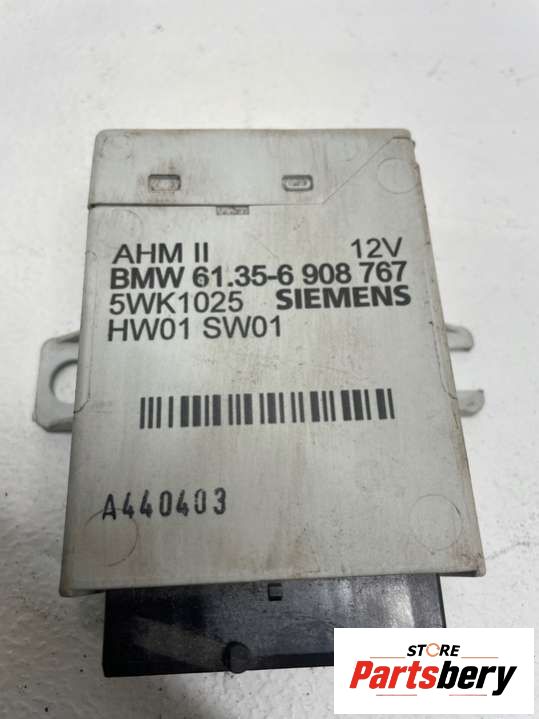 AHM II 12V
BMW 61.35-6 908 767
5WK1025 SIEMENS
HW01 SW01
A440403
STORE
Partsbery